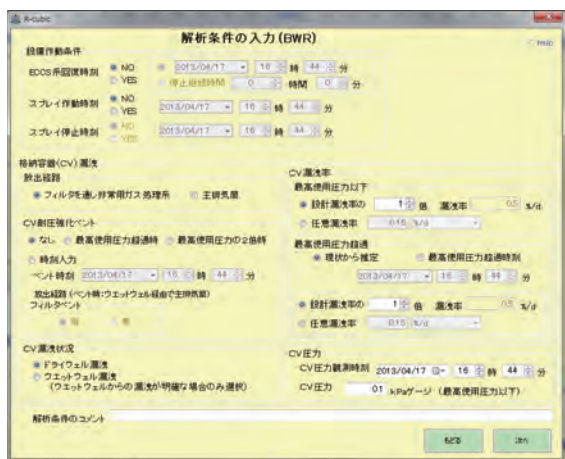 R-cubic
解析条件の入力(BWR)
設備作動条件
ECCS系回復時刻 NO 2013/04/17 16 時 44 分
YES 停止継続時間 0 時間 0 分
スプレイ作動時刻 NO
YES 2013/04/17 16 時 44 分
スプレイ停止時刻 NO
YES 2013/04/17 16 時 44 分
格納容器(CV)漏洩
放出経路
フィルタを通し非常用ガス処理系 主排気筒
CV耐圧強化ベント
なし 最高使用圧力超過時 最高使用圧力の2倍時
時刻入力
ベント時刻 2013/04/17 16 時 44 分
放出経路(ベント時:ウエットウェル経由で主排気筒)
フィルタベント
CV漏洩状況
ドライウェル漏洩
ウエットウェル漏洩
(ウエットウェルからの漏洩が明確な場合のみ選択)
CV漏洩率
最高使用圧力以下
設計漏洩率の 1 倍 漏洩率 0.5 %/d
任意漏洩率 0.15 %/d
最高使用圧力超過
現状から推定 最高使用圧力超過時刻
2013/04/17 16 時 44 分
設計漏洩率の 1 倍 漏洩率 0.5 %/d
任意漏洩率 0.15 %/d
CV圧力
CV圧力観測時刻 2013/04/17 16 時 44 分
CV圧力 01 kPaゲージ (最高使用圧力以下)
解析条件のコメント
もどる 次へ